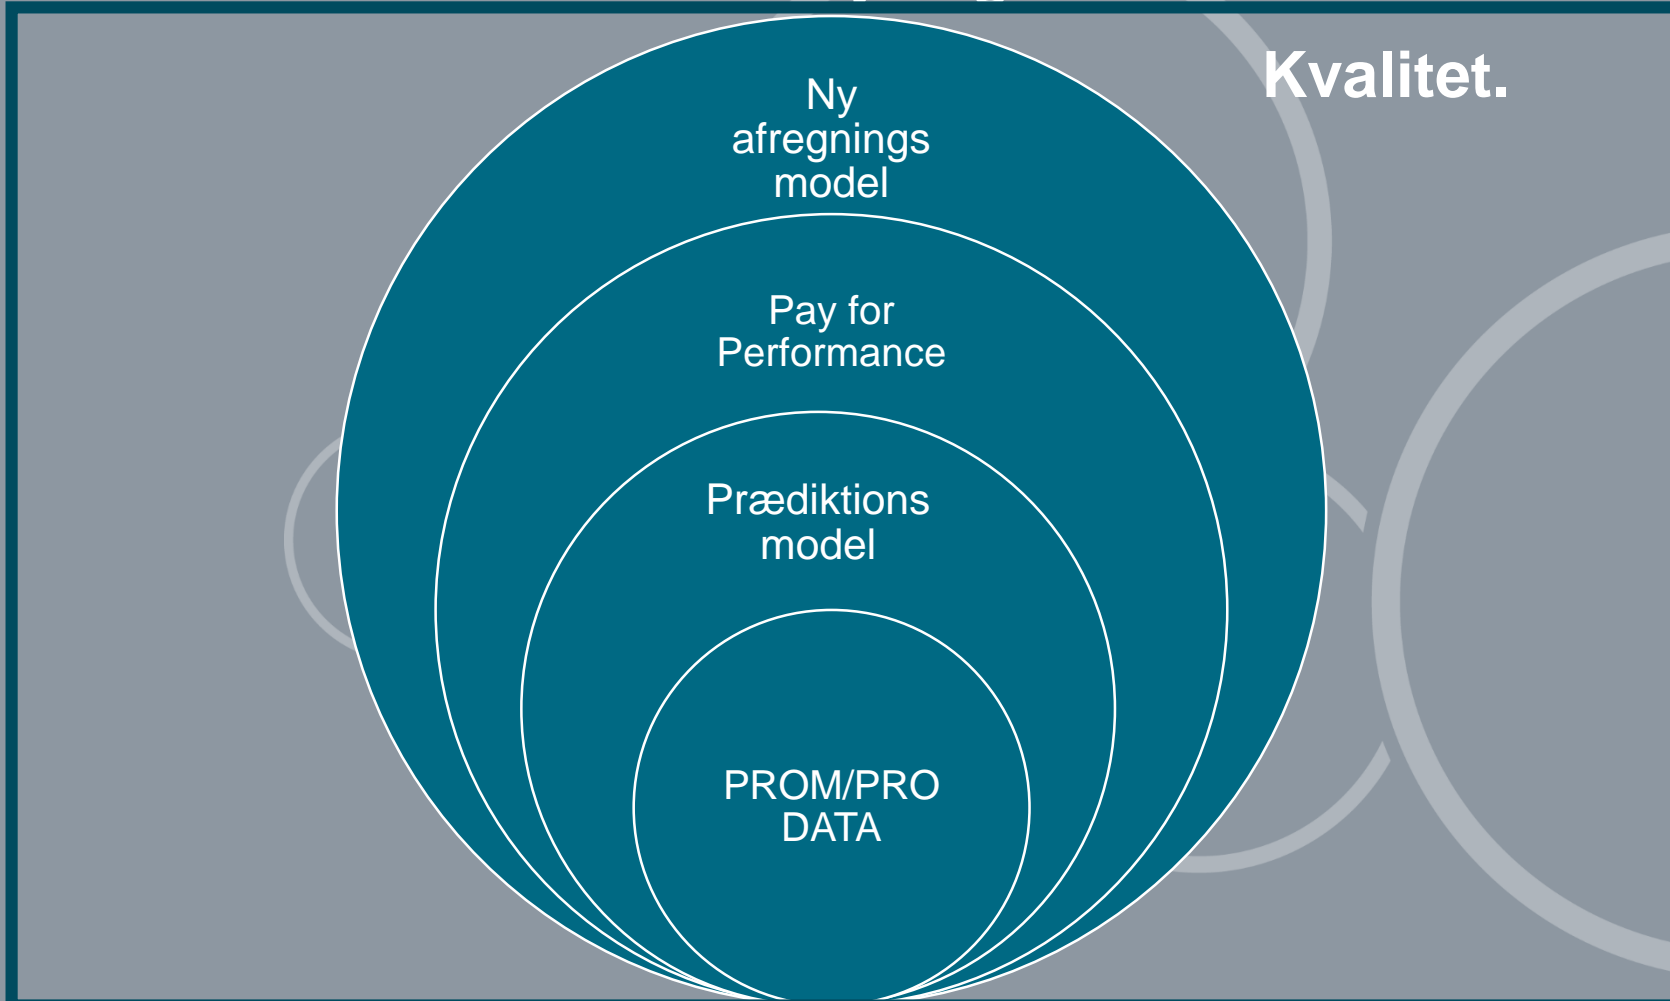 Kvalitet.
Ny
afregnings
model
Pay for
Performance
Prædiktions
model
PROM/PRO
DATA